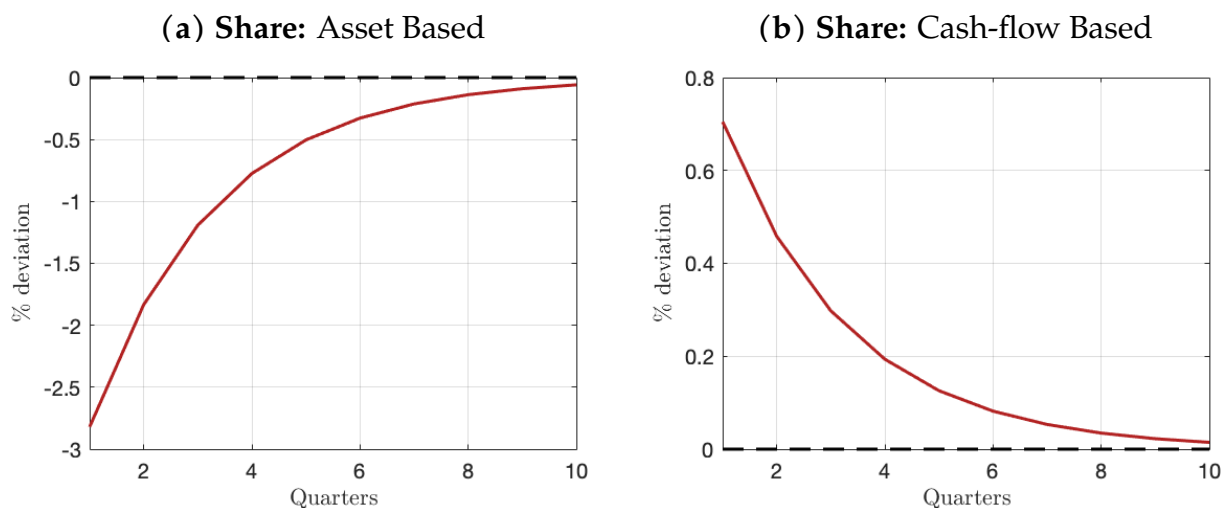 (a) Share: Asset Based
0
-0.5
-1
-1.5
-2
-2.5
-3
% deviation
2 4 6 8 10
Quarters
(b) Share: Cash-flow Based
0.8
0.6
0.4
0.2
0
% deviation
2 4 6 8 10
Quarters